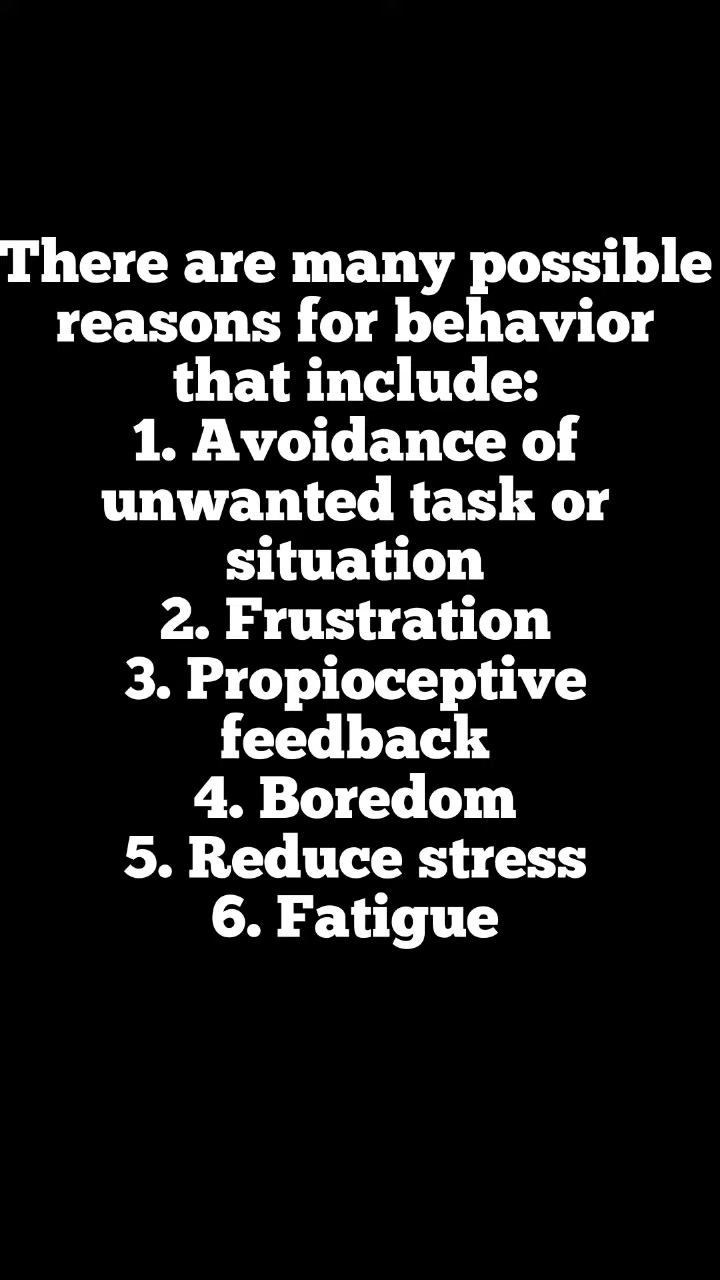 There are many possible
reasons for behavior
that include:
1. Avoidance of
unwanted task or
situation
2. Frustration
3. Propioceptive
feedback
4. Boredom
5. Reduce stress
6. Fatigue